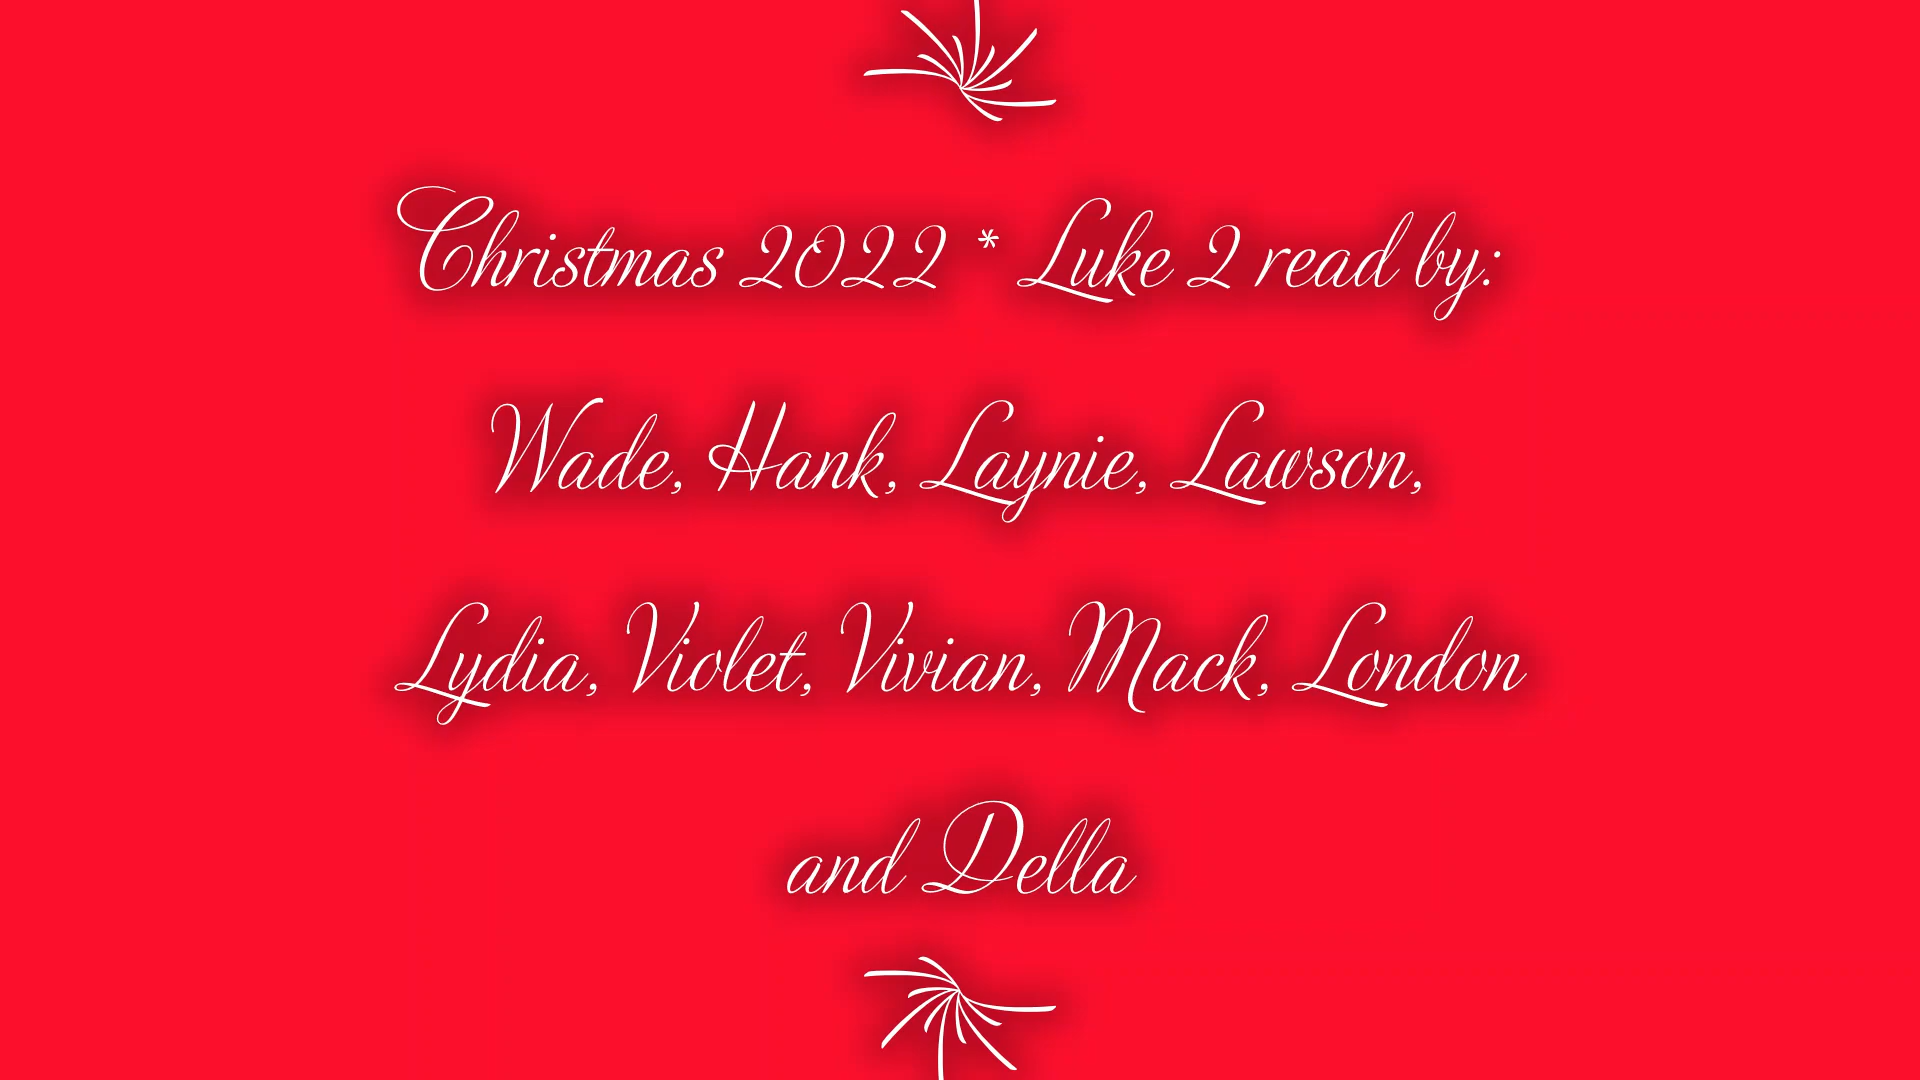 Christmas 2022 * Luke 2 read by:
Wade, Hank, Laynie, Lawson,
Lydia, Violet, Vivian, Mack, London
and Della